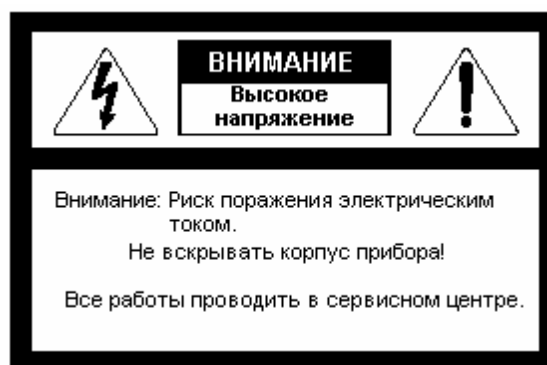 ВНИМАНИЕ
Высокое
напряжение
Внимание: Риск поражения электрическим
током.
Не вскрывать корпус прибора!
Все работы проводить в сервисном центре.